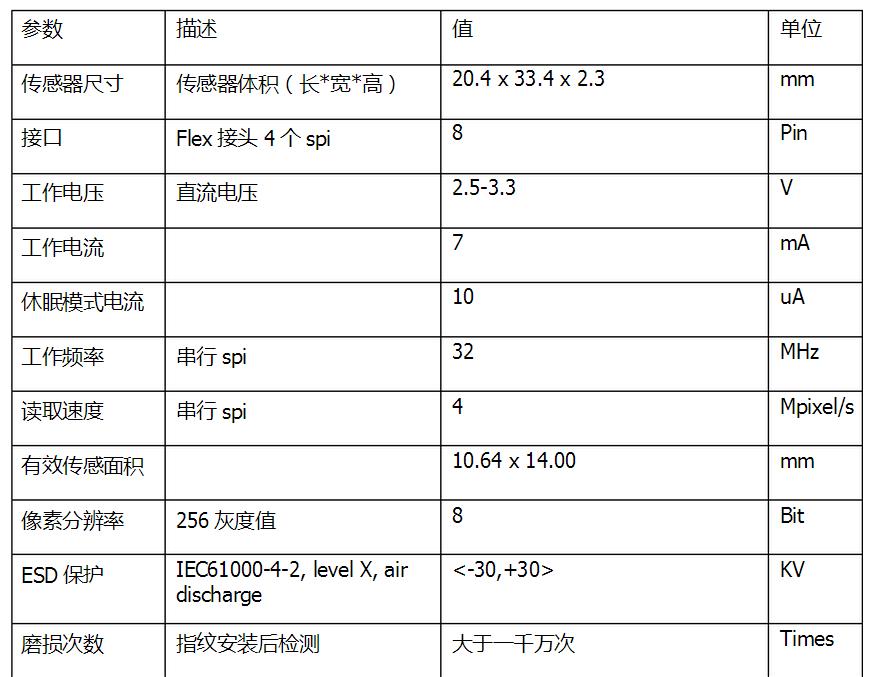 参数 描述 值 单位
传感器尺寸 传感器体积（长*宽*高） 20.4 x 33.4 x 2.3 mm
接口 Flex 接头 4 个 spi 8 Pin
工作电压 直流电压 2.5-3.3 V
工作电流 7 mA
休眠模式电流 10 uA
工作频率 串行 spi 32 MHz
读取速度 串行 spi 4 Mpixel/s
有效传感面积 10.64 x 14.00 mm
像素分辨率 256 灰度值 8 Bit
ESD 保护 IEC61000-4-2, level X, air
discharge <-30,+30> KV
磨损次数 指纹安装后检测 大于一千万次 Times